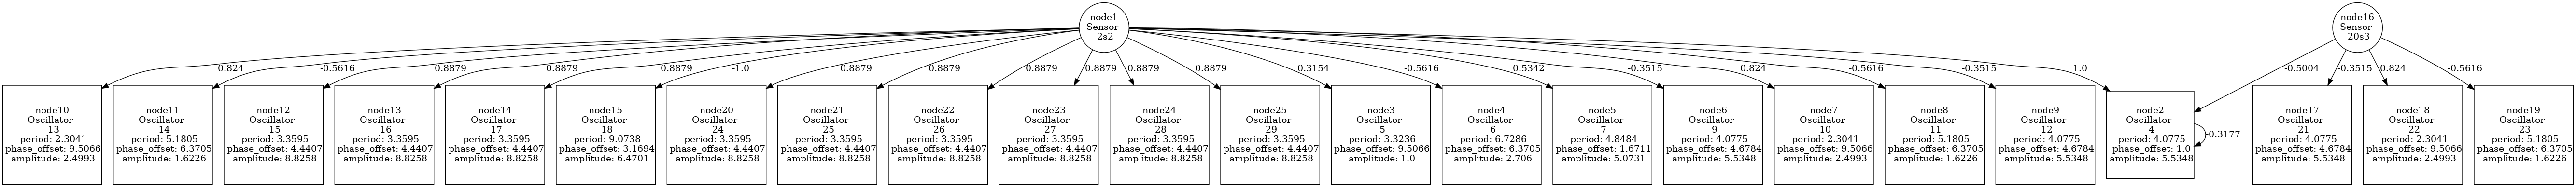 node1
Sensor
2s2
node16
Sensor
20s3
0.824
-0.5616
0.8879
0.8879
0.8879
-1.0
0.8879
0.8879
0.8879
0.8879
0.8879
0.8879
0.3154
-0.5616
0.5342
-0.3515
0.824
-0.5616
-0.3515
1.0
-0.5004
-0.3515
0.824
-0.5616
node10
Oscillator
13
period: 2.3041
phase_offset: 9.5066
amplitude: 2.4993
node11
Oscillator
14
period: 5.1805
phase_offset: 6.3705
amplitude: 1.6226
node12
Oscillator
15
period: 3.3595
phase_offset: 4.4407
amplitude: 8.8258
node13
Oscillator
16
period: 3.3595
phase_offset: 4.4407
amplitude: 8.8258
node14
Oscillator
17
period: 3.3595
phase_offset: 4.4407
amplitude: 8.8258
node15
Oscillator
18
period: 9.0738
phase_offset: 3.1694
amplitude: 6.4701
node20
Oscillator
24
period: 3.3595
phase_offset: 4.4407
amplitude: 8.8258
node21
Oscillator
25
period: 3.3595
phase_offset: 4.4407
amplitude: 8.8258
node22
Oscillator
26
period: 3.3595
phase_offset: 4.4407
amplitude: 8.8258
node23
Oscillator
27
period: 3.3595
phase_offset: 4.4407
amplitude: 8.8258
node24
Oscillator
28
period: 3.3595
phase_offset: 4.4407
amplitude: 8.8258
node25
Oscillator
29
period: 3.3595
phase_offset: 4.4407
amplitude: 8.8258
node3
Oscillator
5
period: 3.3236
phase_offset: 9.5066
amplitude: 1.0
node4
Oscillator
6
period: 6.7286
phase_offset: 6.3705
amplitude: 2.706
node5
Oscillator
7
period: 4.8484
phase_offset: 1.6711
amplitude: 5.0731
node6
Oscillator
9
period: 4.0775
phase_offset: 4.6784
amplitude: 5.5348
node7
Oscillator
10
period: 2.3041
phase_offset: 9.5066
amplitude: 2.4993
node8
Oscillator
11
period: 5.1805
phase_offset: 6.3705
amplitude: 1.6226
node9
Oscillator
12
period: 4.0775
phase_offset: 4.6784
amplitude: 5.5348
node2
Oscillator
4
period: 4.0775
phase_offset: 1.0
amplitude: 5.5348
-0.3177
node17
Oscillator
21
period: 4.0775
phase_offset: 4.6784
amplitude: 5.5348
node18
Oscillator
22
period: 2.3041
phase_offset: 9.5066
amplitude: 2.4993
node19
Oscillator
23
period: 5.1805
phase_offset: 6.3705
amplitude: 1.6226